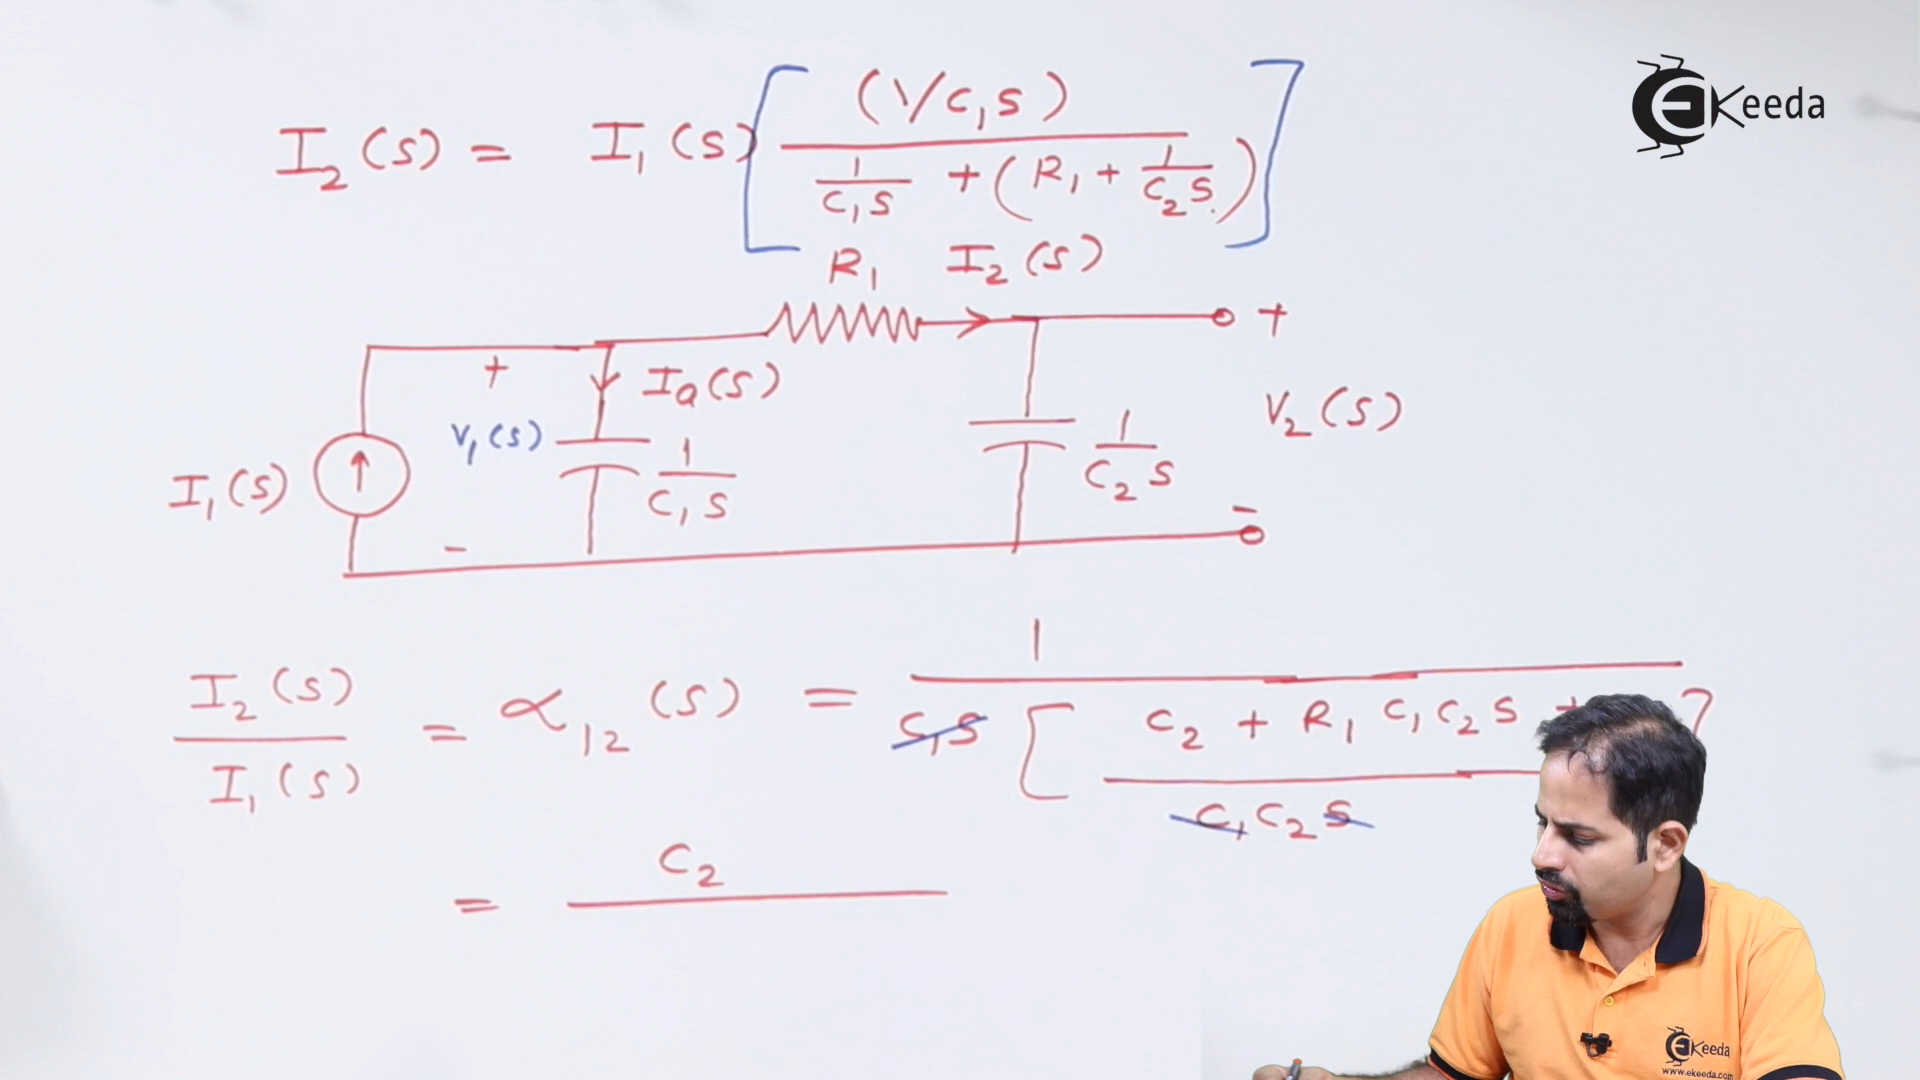 EKeeda
I₂(s) = I₁(s) [ (1/C₁s) / ( 1/C₁s + (R₁ + 1/C₂s) ) ]
R₁ I₂(s)
+
+ Ia(s)
V₁(s) 1/C₁s 1/C₂s V₂(s)
I₁(s)
- -
I₂(s)/I₁(s) = α₁₂(s) = 1 / C₁s [ C₂ + R₁C₁C₂s + / C₁C₂s ]
= C₂
EKeeda
www.ekeeda.com